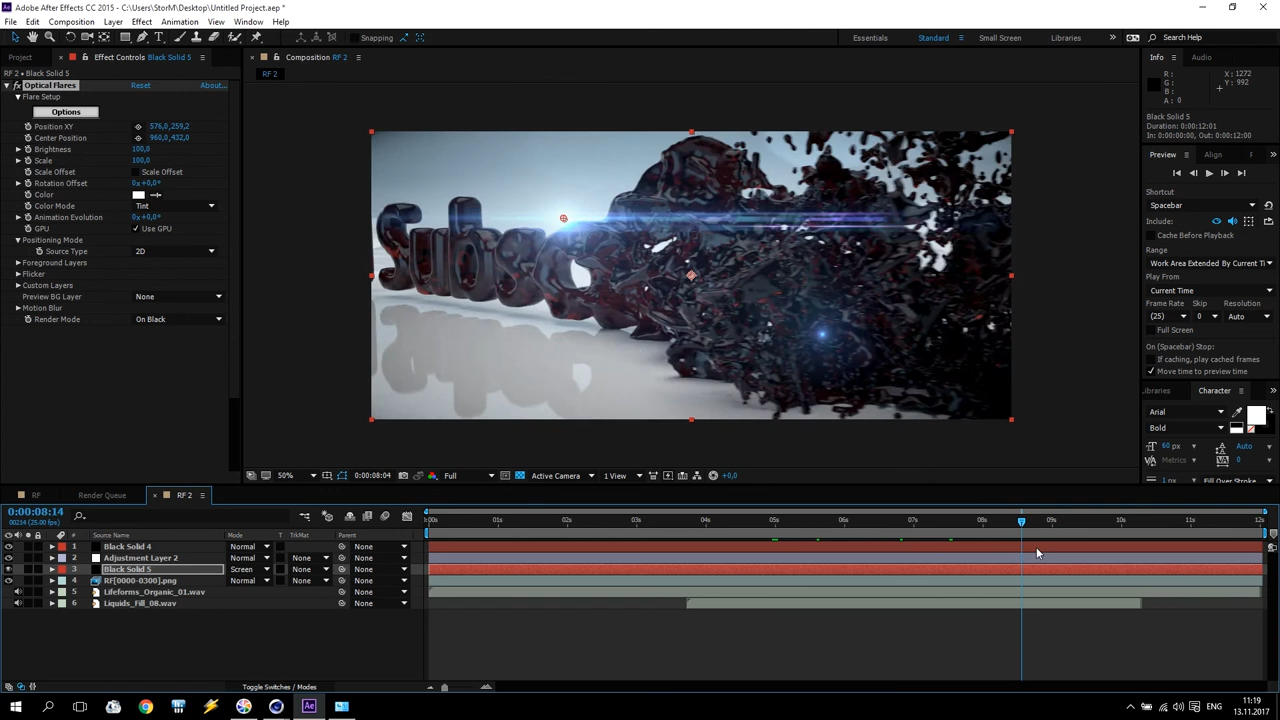 Adobe After Effects CC 2015 - C:\Users\StorM\Desktop\Untitled Project.aep *
File Edit Composition Layer Effect Animation View Window Help
Snapping Essentials Standard Small Screen Libraries Search Help
Project Effect Controls Black Solid 5 Composition RF 2 Info Audio
RF 2 • Black Solid 5 RF 2
Optical Flares Reset About...
Flare Setup
Options
Position XY 576,0,259,2
Center Position 960,0,432,0
Brightness 100,0
Scale 100,0
Scale Offset Scale Offset
Rotation Offset 0x+0,0°
Color
Color Mode Tint
Animation Evolution 0x+0,0°
GPU Use GPU
Positioning Mode
Source Type 2D
Foreground Layers
Flicker
Custom Layers
Preview BG Layer None
Motion Blur
Render Mode On Black
R : X : 1272
G : Y : 992
B :
A : 0
Black Solid 5
Duration: 0:00:12:01
In: 0:00:00:00, Out: 0:00:12:00
Preview Align F
Shortcut
Spacebar
Include:
Cache Before Playback
Range
Work Area Extended By Current Ti
Play From
Current Time
Frame Rate Skip Resolution
(25) 0 Auto
Full Screen
On (Spacebar) Stop:
If caching, play cached frames
Move time to preview time
ibraries Character
Arial
Bold
60 px Auto
Metrics 0
1 px Fill Over Stroke
50% 0:00:08:04 Full Active Camera 1 View +0,0
RF Render Queue RF 2
0:00:08:14
00214 (25.00 fps)
:00s 01s 02s 04s 05s 06s 07s 08s 09s 10s 11s 12s
# Source Name Mode T TrkMat Parent
1 Black Solid 4 Normal None
2 Adjustment Layer 2 Normal None None
3 Black Solid 5 Screen None None
4 RF[0000-0300].png Normal None None
5 Lifeforms_Organic_01.wav None
6 Liquids_Fill_08.wav None
Toggle Switches / Modes
Ae
ENG
11:19
13.11.2017